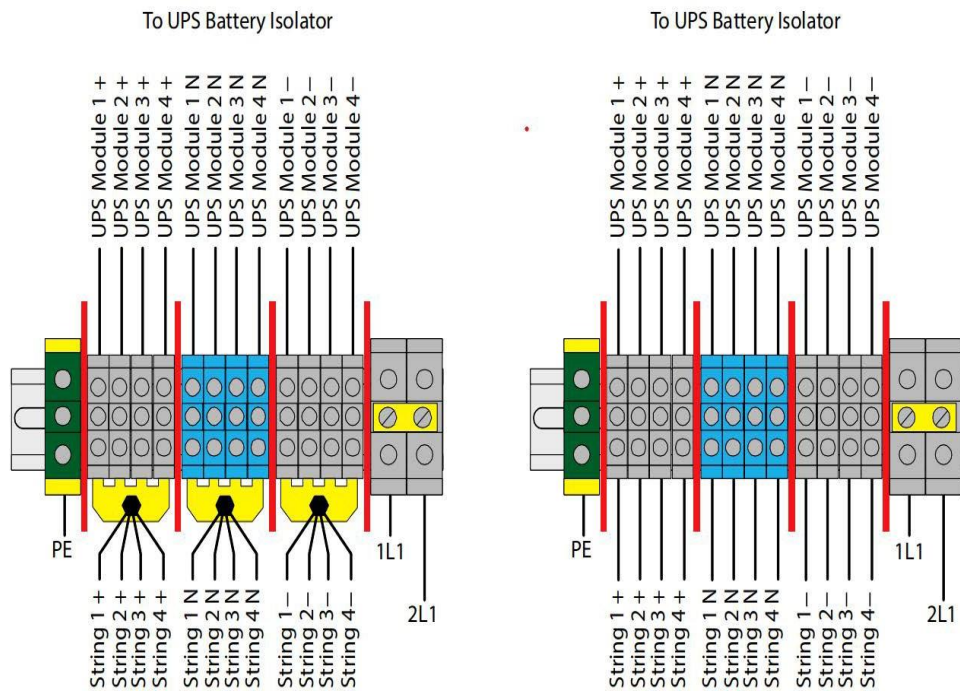 To UPS Battery Isolator
UPS Module 1 +
UPS Module 2 +
UPS Module 3 +
UPS Module 4 +
UPS Module 1 N
UPS Module 2 N
UPS Module 3 N
UPS Module 4 N
UPS Module 1 −
UPS Module 2 −
UPS Module 3 −
UPS Module 4 −
PE
1L1
2L1
String 1 +
String 2 +
String 3 +
String 4 +
String 1 N
String 2 N
String 3 N
String 4 N
String 1 −
String 2 −
String 3 −
String 4 −
To UPS Battery Isolator
UPS Module 1 +
UPS Module 2 +
UPS Module 3 +
UPS Module 4 +
UPS Module 1 N
UPS Module 2 N
UPS Module 3 N
UPS Module 4 N
UPS Module 1 −
UPS Module 2 −
UPS Module 3 −
UPS Module 4 −
PE
1L1
2L1
String 1 +
String 2 +
String 3 +
String 4 +
String 1 N
String 2 N
String 3 N
String 4 N
String 1 −
String 2 −
String 3 −
String 4 −